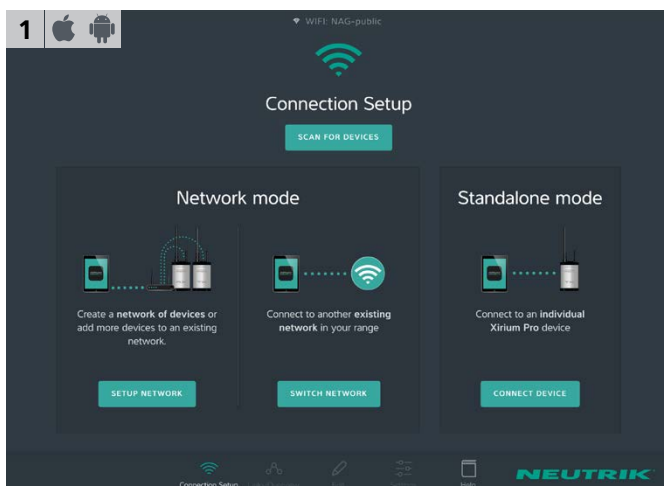 1
WIFI: NAG-public
Connection Setup
SCAN FOR DEVICES
Network mode
Create a network of devices or
add more devices to an existing
network.
SETUP NETWORK
Connect to another existing
network in your range
SWITCH NETWORK
Standalone mode
Connect to an individual
Xirium Pro device
CONNECT DEVICE
Connection Setup
NEUTRIK